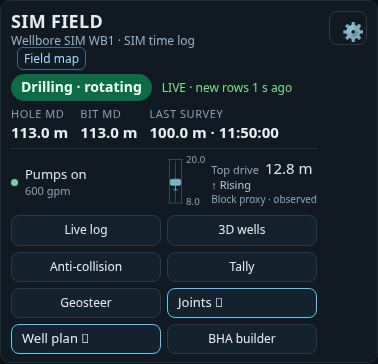 SIM FIELD
Wellbore SIM WB1 · SIM time log
Field map
Drilling · rotating LIVE · new rows 1 s ago
HOLE MD BIT MD LAST SURVEY
113.0 m 113.0 m 100.0 m · 11:50:00
Pumps on
600 gpm
20.0
8.0
Top drive 12.8 m
↑ Rising
Block proxy · observed
Live log 3D wells
Anti-collision Tally
Geosteer Joints
Well plan BHA builder